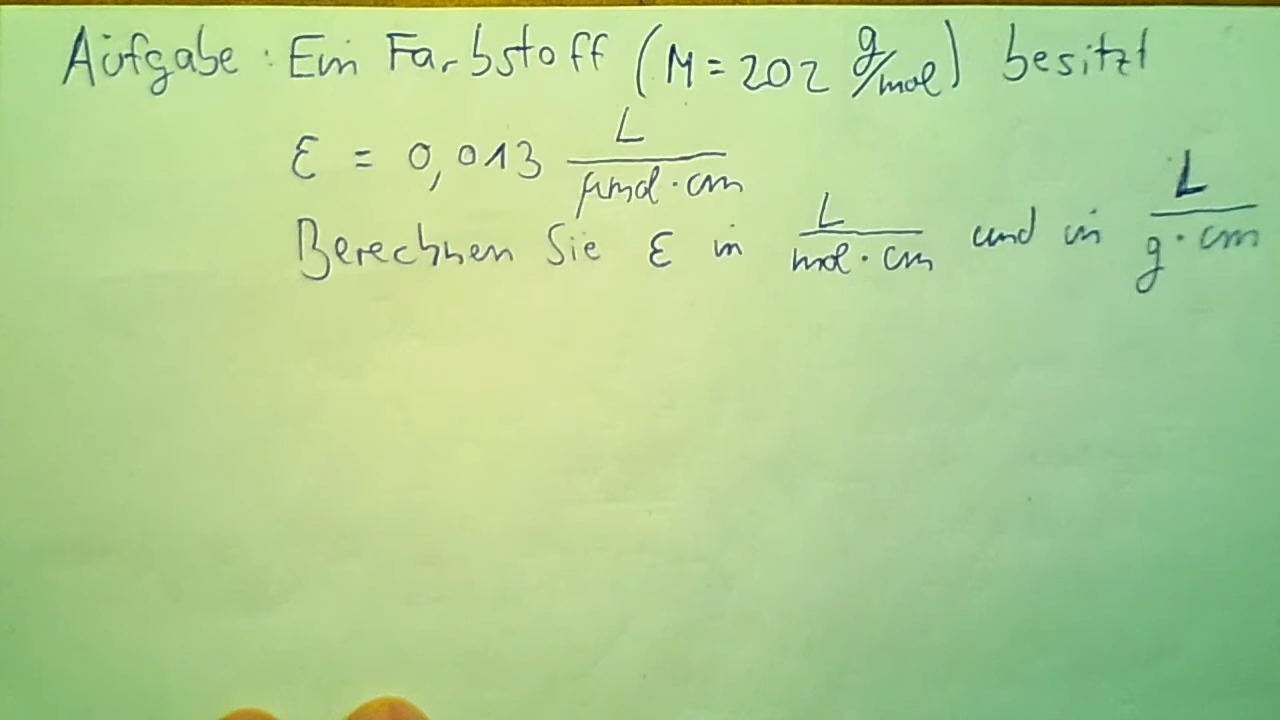 Aufgabe: Ein Farbstoff (M = 202 g/mol) besitzt
ε = 0,013 L/μmol · cm
Berechnen Sie ε in L/mol · cm und in L/g · cm